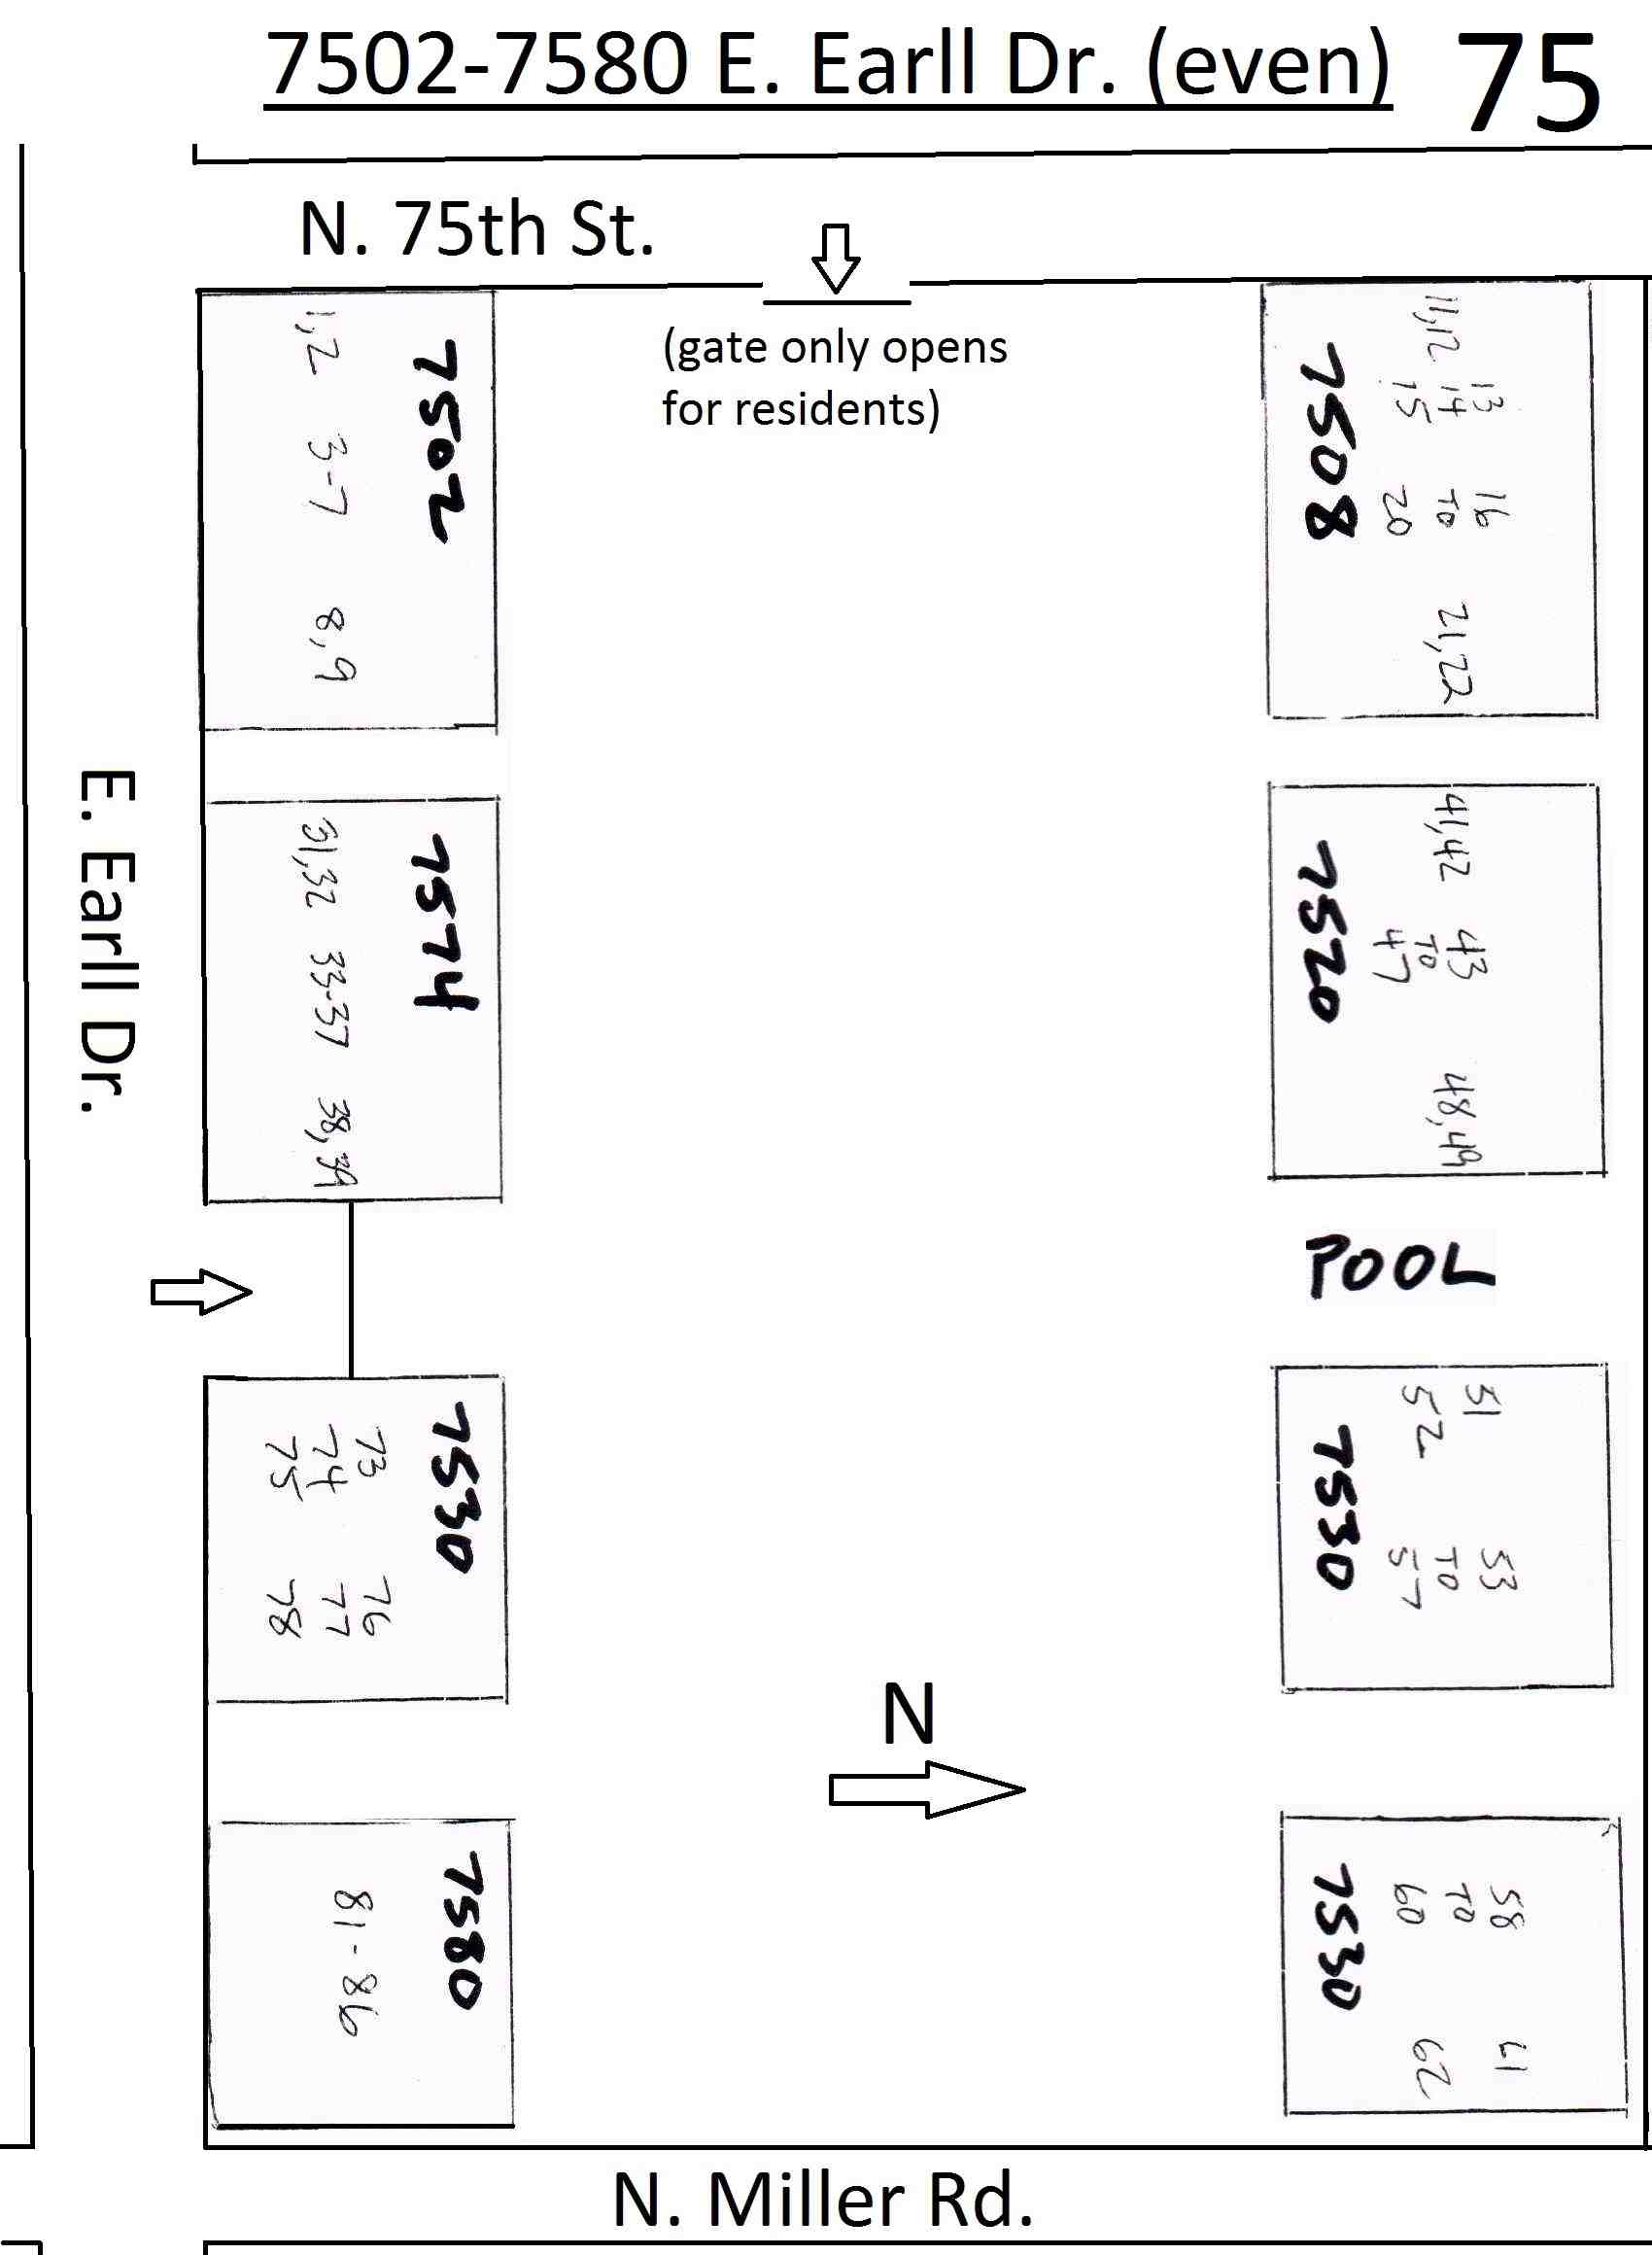 7502-7580 E. Earll Dr. (even) 75
N. 75th St.
(gate only opens
for residents)
7502
1,2 3-7 8,9
7508
11,12
13
14
15
16
TO
20
21,22
E. Earll Dr.
7574
31,32 33-37 38,39
7520
41,42
43
TO
47
48,49
POOL
7530
73
74
75
76
77
78
7530
51
52
53
TO
57
N
7580
81-86
7530
58
TO
60
62
N. Miller Rd.